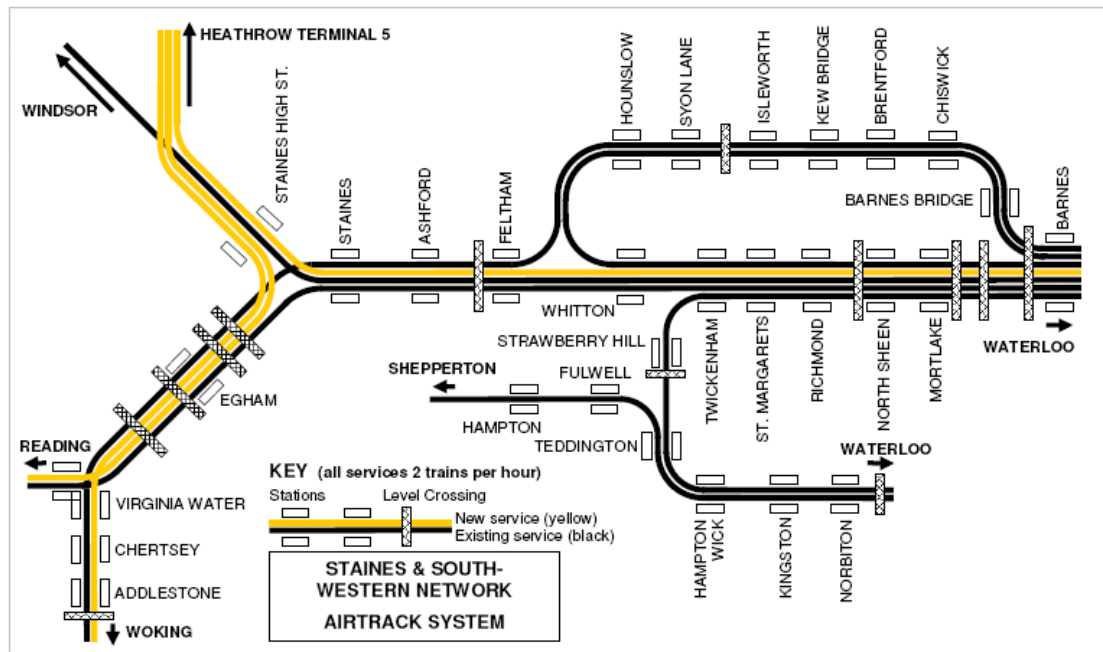 HEATHROW TERMINAL 5
WINDSOR
STAINES HIGH ST.
STAINES
ASHFORD
FELTHAM
HOUNSLOW
SYON LANE
ISLEWORTH
KEW BRIDGE
BRENTFORD
CHISWICK
BARNES BRIDGE
BARNES
WHITTON
STRAWBERRY HILL
TWICKENHAM
ST. MARGARETS
RICHMOND
NORTH SHEEN
MORTLAKE
WATERLOO
SHEPPERTON
FULWELL
HAMPTON
TEDDINGTON
WATERLOO
HAMPTON
WICK
KINGSTON
NORBITON
EGHAM
READING
VIRGINIA WATER
CHERTSEY
ADDLESTONE
WOKING
KEY (all services 2 trains per hour)
Stations
Level Crossing
New service (yellow)
Existing service (black)
STAINES & SOUTH-
WESTERN NETWORK
AIRTRACK SYSTEM